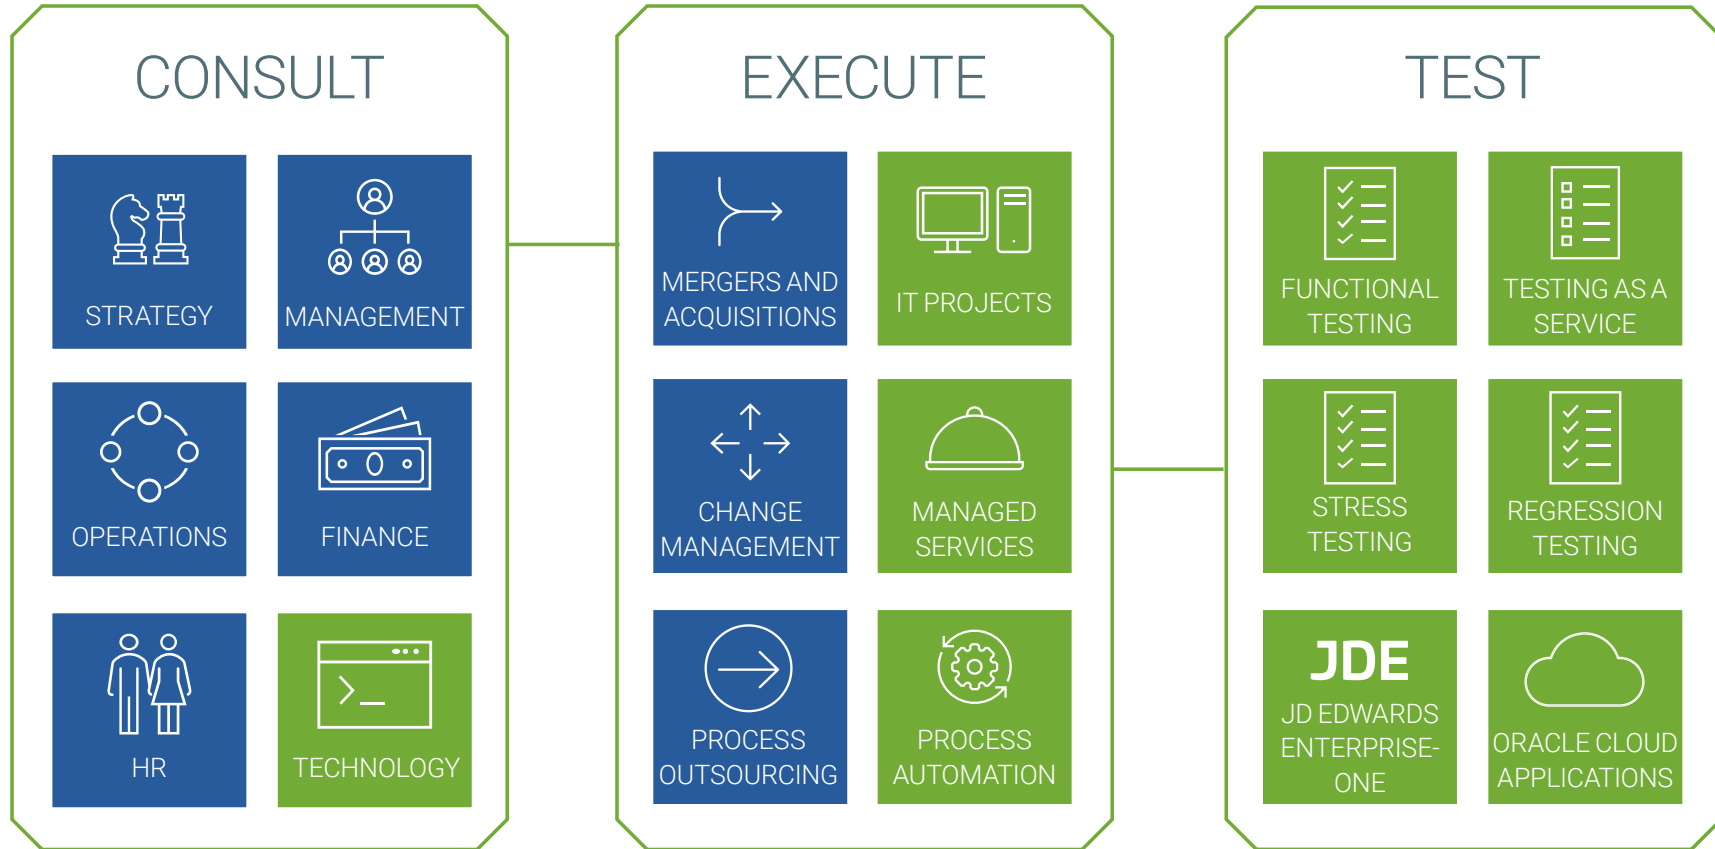 CONSULT
STRATEGY
MANAGEMENT
OPERATIONS
FINANCE
HR
TECHNOLOGY
EXECUTE
MERGERS AND
ACQUISITIONS
IT PROJECTS
CHANGE
MANAGEMENT
MANAGED
SERVICES
PROCESS
OUTSOURCING
PROCESS
AUTOMATION
TEST
FUNCTIONAL
TESTING
TESTING AS A
SERVICE
STRESS
TESTING
REGRESSION
TESTING
JDE
JD EDWARDS
ENTERPRISE-
ONE
ORACLE CLOUD
APPLICATIONS